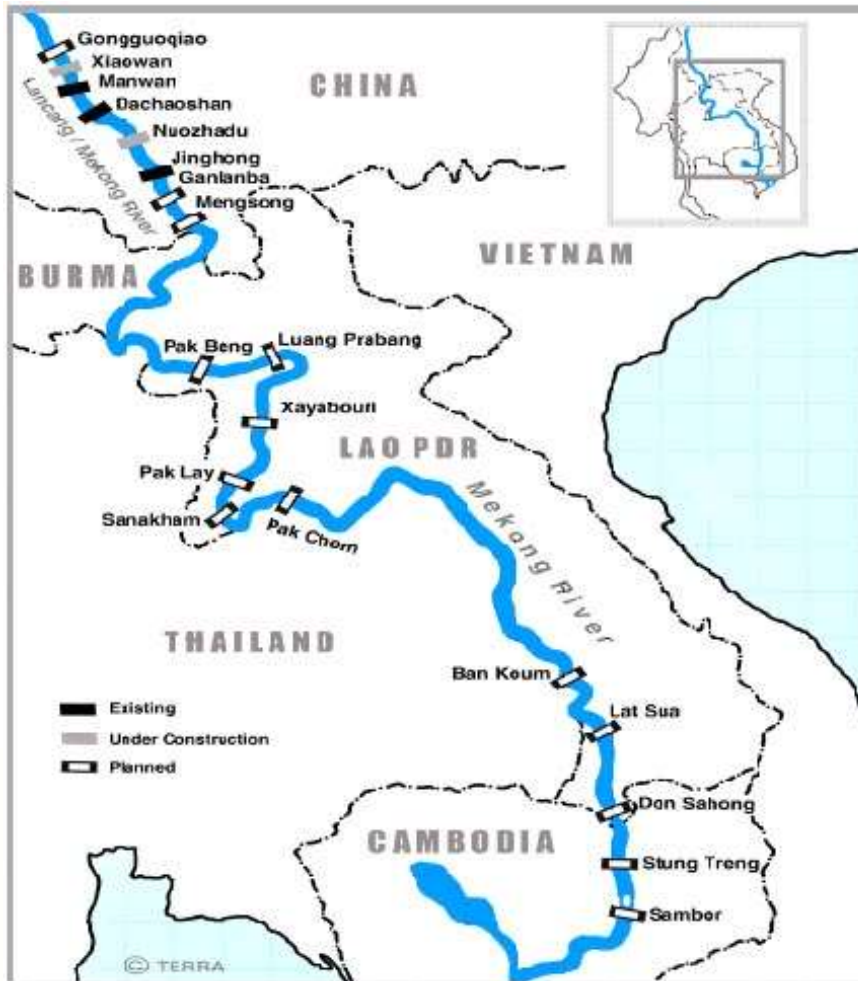 Gongguoqiao
Xiaowan
Manwan
Dachaoshan
Nuozhadu
Jinghong
Ganlanba
Mengsong
Lancang / Mekong River
CHINA
VIETNAM
BURMA
Pak Beng
Luang Prabang
Xayabouri
LAO PDR
Pak Lay
Sanakham
Pak Chom
Mekong River
THAILAND
Ban Koum
Lat Sua
Existing
Under Construction
Planned
Don Sahong
CAMBODIA
Stung Treng
Sambor
© TERRA